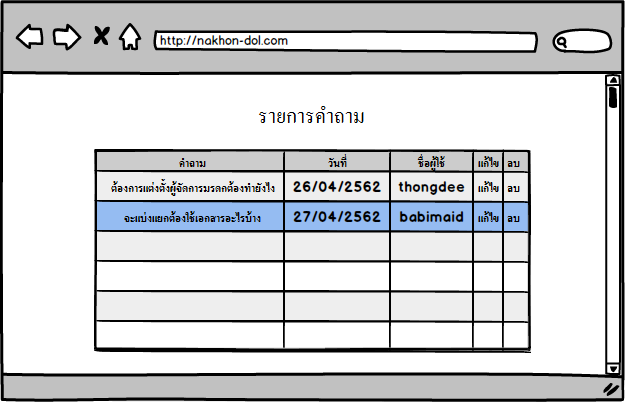 http://nakhon-dol.com
รายการคำถาม
คำถาม วันที่ ชื่อผู้ใช้ แก้ไข ลบ
ต้องการแต่งตั้งผู้จัดการมรดกต้องทำยังไง 26/04/2562 thongdee แก้ไข ลบ
จะแบ่งแยกต้องใช้เอกสารอะไรบ้าง 27/04/2562 babimaid แก้ไข ลบ